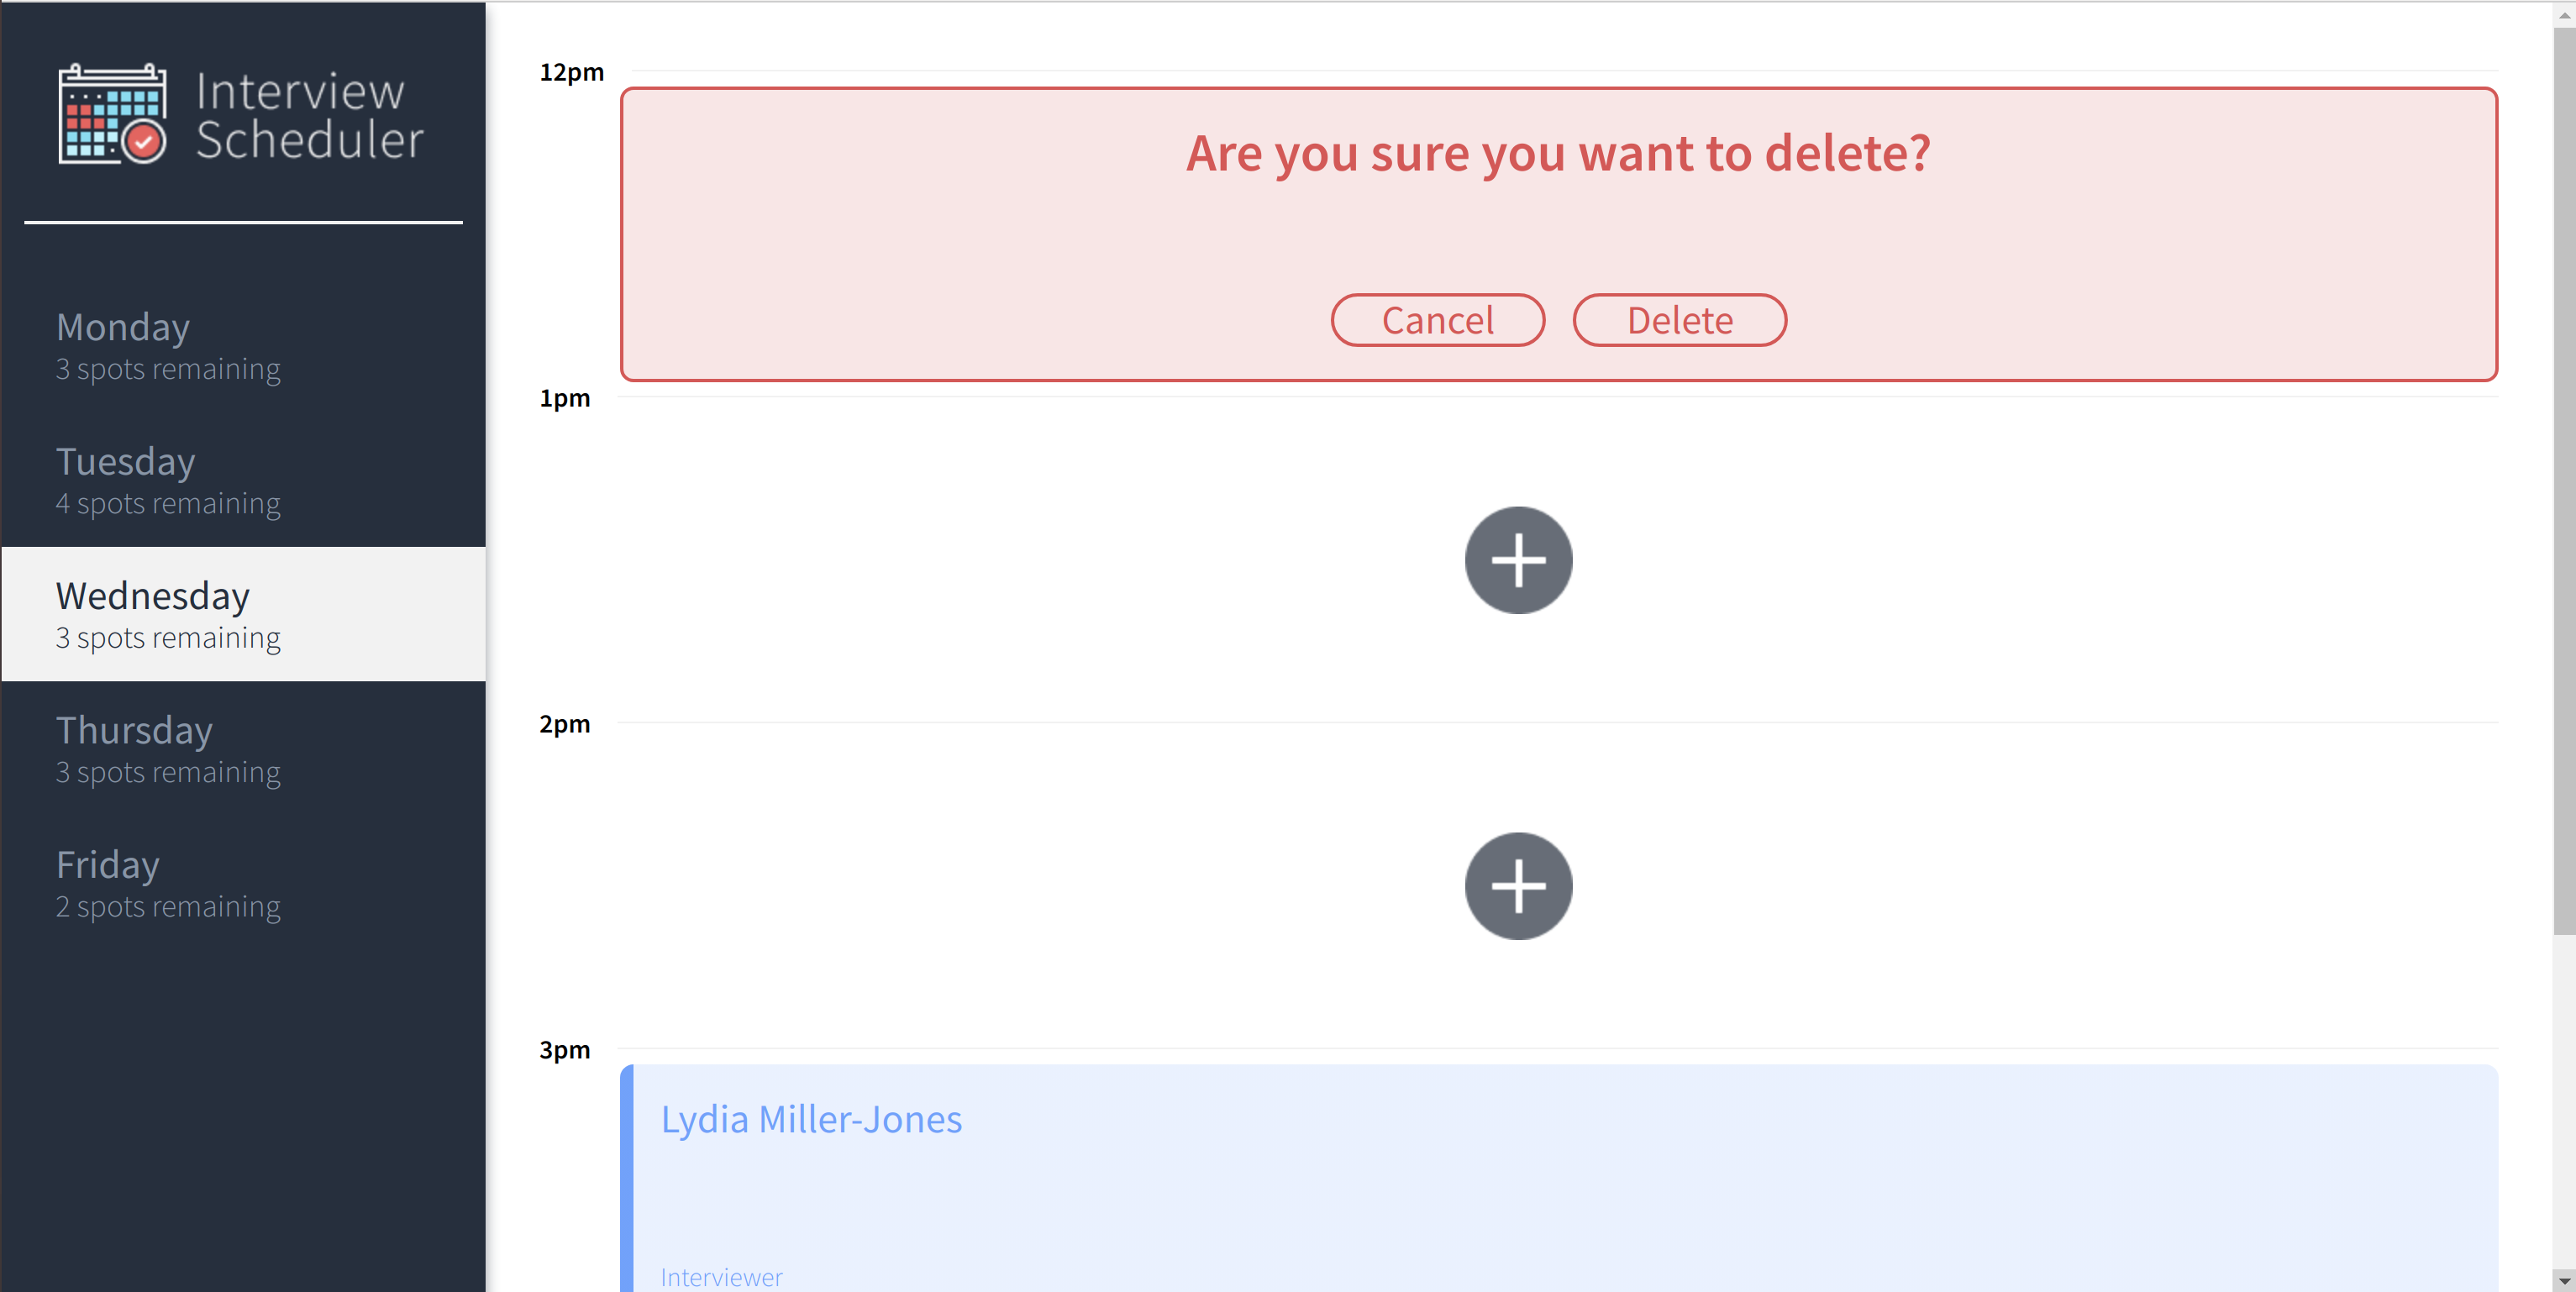 Interview
Scheduler
Monday
3 spots remaining
Tuesday
4 spots remaining
Wednesday
3 spots remaining
Thursday
3 spots remaining
Friday
2 spots remaining
12pm
Are you sure you want to delete?
Cancel Delete
1pm
2pm
3pm
Lydia Miller-Jones
Interviewer